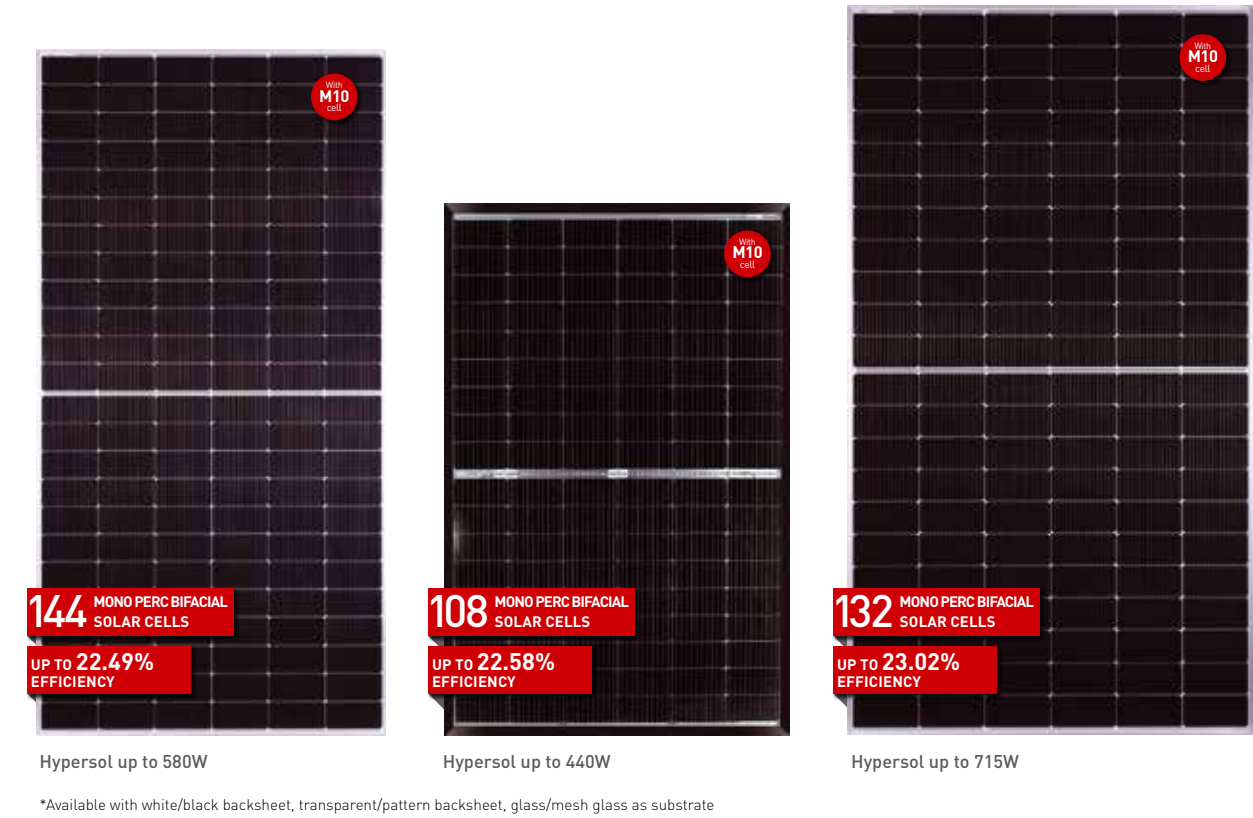 With
M10
cell
144 MONO PERC BIFACIAL
SOLAR CELLS
UP TO 22.49%
EFFICIENCY
Hypersol up to 580W
With
M10
cell
108 MONO PERC BIFACIAL
SOLAR CELLS
UP TO 22.58%
EFFICIENCY
Hypersol up to 440W
With
M10
cell
132 MONO PERC BIFACIAL
SOLAR CELLS
UP TO 23.02%
EFFICIENCY
Hypersol up to 715W
*Available with white/black backsheet, transparent/pattern backsheet, glass/mesh glass as substrate